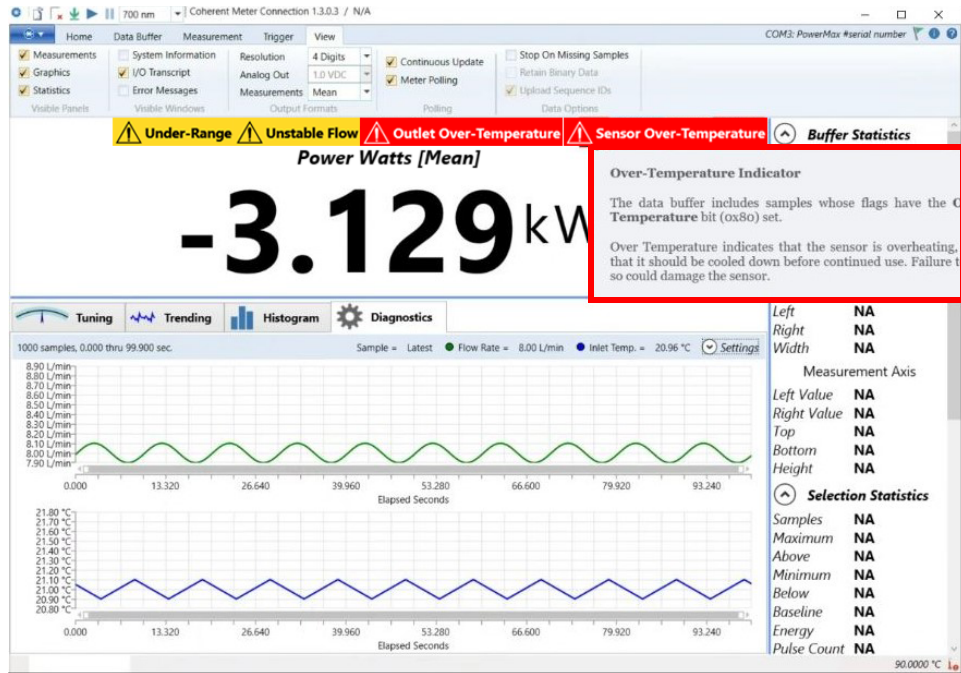 700 nm
Coherent Meter Connection 1.3.0.3 / N/A
Home Data Buffer Measurement Trigger View
COM3: PowerMax #serial number
Measurements System Information Resolution 4 Digits Continuous Update Stop On Missing Samples
Graphics I/O Transcript Analog Out 1.0 VDC Meter Polling Retain Binary Data
Statistics Error Messages Measurements Mean Upload Sequence IDs
Visible Panels Visible Windows Output Formats Polling Data Options
Under-Range Unstable Flow Outlet Over-Temperature Sensor Over-Temperature
Buffer Statistics
Power Watts [Mean]
-3.129 kW
Over-Temperature Indicator
The data buffer includes samples whose flags have the O
Temperature bit (0x80) set.
Over Temperature indicates that the sensor is overheating,
that it should be cooled down before continued use. Failure t
so could damage the sensor.
Tuning Trending Histogram Diagnostics
1000 samples, 0.000 thru 99.900 sec.
Sample = Latest Flow Rate = 8.00 L/min Inlet Temp. = 20.96 °C Settings
8.90 L/min
8.80 L/min
8.70 L/min
8.60 L/min
8.50 L/min
8.40 L/min
8.30 L/min
8.20 L/min
8.10 L/min
8.00 L/min
7.90 L/min
0.000 13.320 26.640 39.960 53.280 66.600 79.920 93.240
Elapsed Seconds
21.80 °C
21.70 °C
21.60 °C
21.50 °C
21.40 °C
21.30 °C
21.20 °C
21.10 °C
21.00 °C
20.90 °C
20.80 °C
0.000 13.320 26.640 39.960 53.280 66.600 79.920 93.240
Elapsed Seconds
Left NA
Right NA
Width NA
Measurement Axis
Left Value NA
Right Value NA
Top NA
Bottom NA
Height NA
Selection Statistics
Samples NA
Maximum NA
Above NA
Minimum NA
Below NA
Baseline NA
Energy NA
Pulse Count NA
90.0000 °C